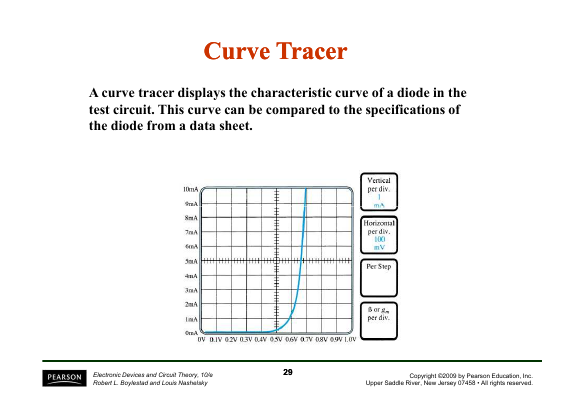 Curve Tracer
A curve tracer displays the characteristic curve of a diode in the
test circuit. This curve can be compared to the specifications of
the diode from a data sheet.
10mA
9mA
8mA
7mA
6mA
5mA
4mA
3mA
2mA
1mA
0mA
0V 0.1V 0.2V 0.3V 0.4V 0.5V 0.6V 0.7V 0.8V 0.9V 1.0V
Vertical
per div.
1
mA
Horizontal
per div.
100
mV
Per Step
ß or gm
per div.
PEARSON
Electronic Devices and Circuit Theory, 10/e
Robert L. Boylestad and Louis Nashelsky
29
Copyright ©2009 by Pearson Education, Inc.
Upper Saddle River, New Jersey 07458 • All rights reserved.